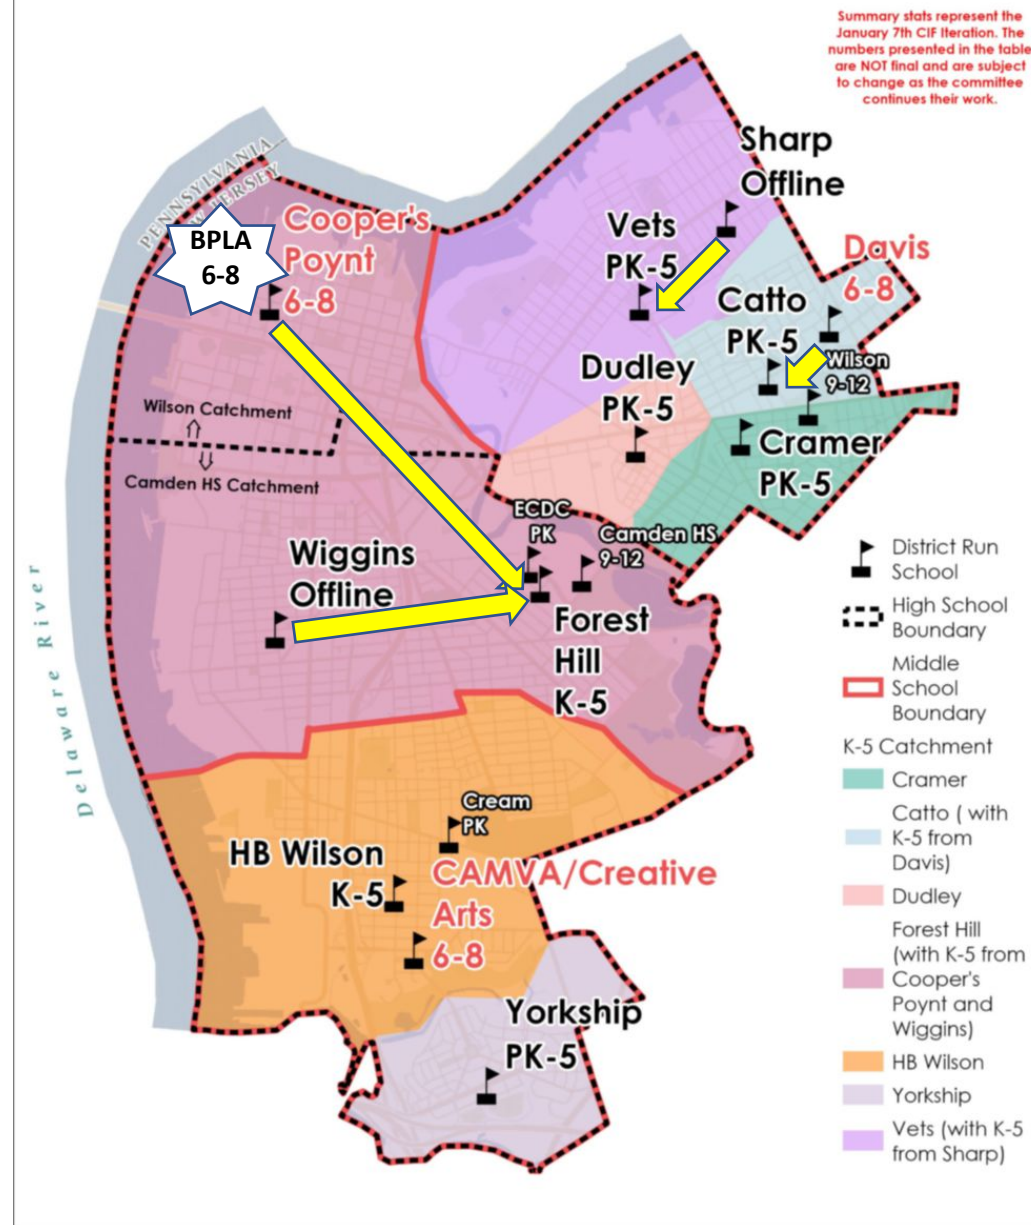 Summary stats represent the
January 7th CIF Iteration. The
numbers presented in the table
are NOT final and are subject
to change as the committee
continues their work.
Sharp
Offline
PENNSYLVANIA
JERSEY
Cooper's
Poynt
6-8
BPLA
6-8
Vets
PK-5
Davis
6-8
Catto
PK-5
Wilson
9-12
Dudley
PK-5
Wilson Catchment
Camden HS Catchment
Cramer
PK-5
ECDC
PK
Camden HS
9-12
Wiggins
Offline
Forest
Hill
K-5
Delaware River
Cream
PK
HB Wilson
K-5
CAMVA/Creative
Arts
6-8
Yorkship
PK-5
District Run
School
High School
Boundary
Middle
School
Boundary
K-5 Catchment
Cramer
Catto ( with
K-5 from
Davis)
Dudley
Forest Hill
(with K-5 from
Cooper's
Poynt and
Wiggins)
HB Wilson
Yorkship
Vets (with K-5
from Sharp)